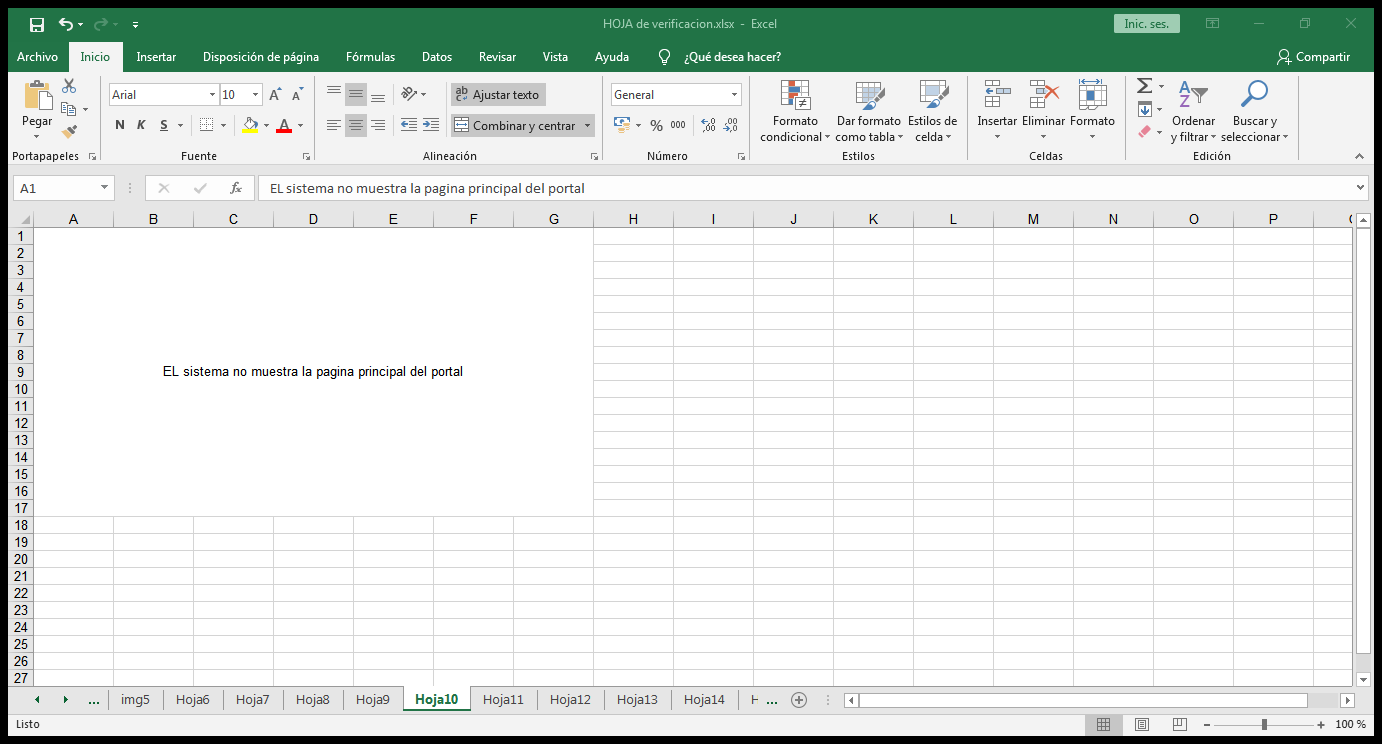 HOJA de verificacion.xlsx - Excel
Inic. ses.
Archivo Inicio Insertar Disposición de página Fórmulas Datos Revisar Vista Ayuda ¿Qué desea hacer? Compartir
Pegar
Portapapeles
Arial 10
N K S
Fuente
Ajustar texto
Combinar y centrar
Alineación
General
% 000
Número
Formato condicional
Dar formato como tabla
Estilos de celda
Estilos
Insertar Eliminar Formato
Celdas
Ordenar y filtrar
Buscar y seleccionar
Edición
A1 fx EL sistema no muestra la pagina principal del portal
A B C D E F G H I J K L M N O P
1
2
3
4
5
6
7
8
9 EL sistema no muestra la pagina principal del portal
10
11
12
13
14
15
16
17
18
19
20
21
22
23
24
25
26
27
... img5 Hoja6 Hoja7 Hoja8 Hoja9 Hoja10 Hoja11 Hoja12 Hoja13 Hoja14 H ...
Listo 100 %